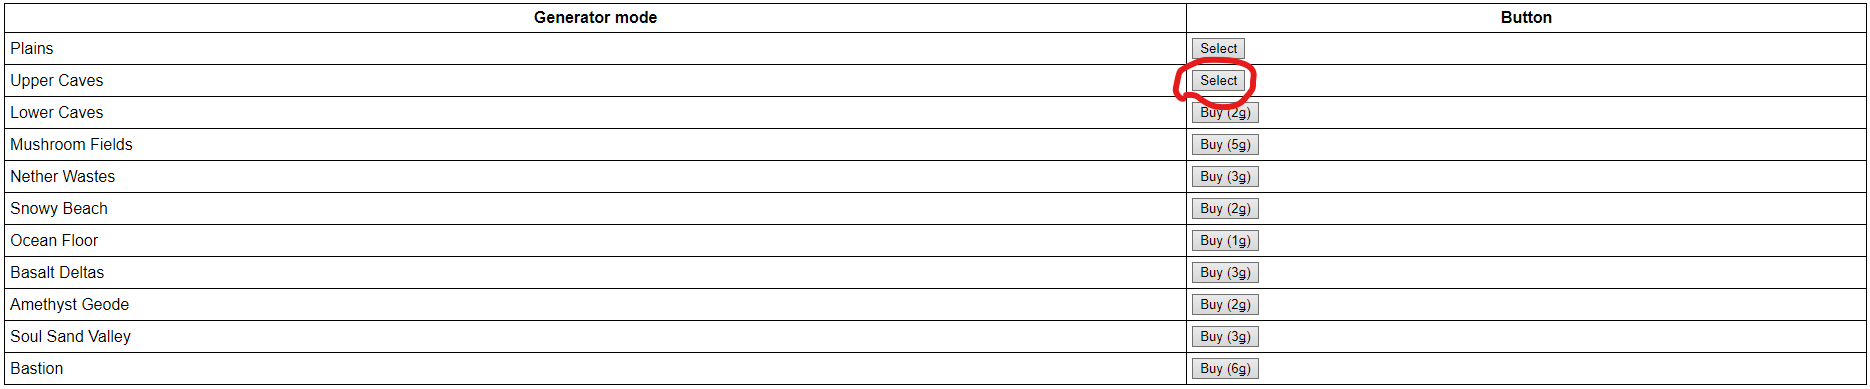 Generator mode Button
Plains Select
Upper Caves Select
Lower Caves Buy (2g)
Mushroom Fields Buy (5g)
Nether Wastes Buy (3g)
Snowy Beach Buy (2g)
Ocean Floor Buy (1g)
Basalt Deltas Buy (3g)
Amethyst Geode Buy (2g)
Soul Sand Valley Buy (3g)
Bastion Buy (6g)